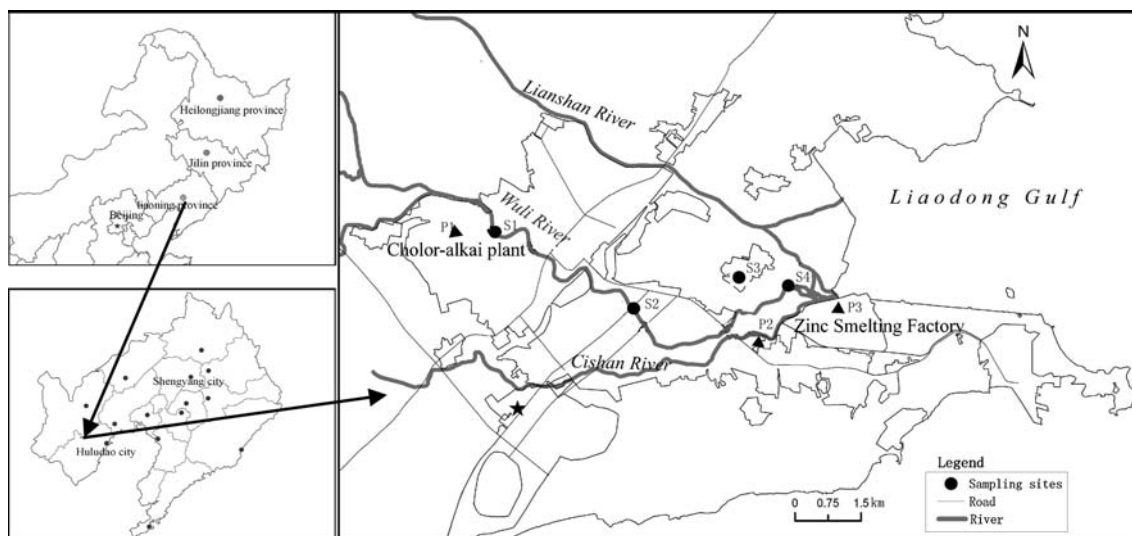 Heilongjiang province
Jilin province
liaoning province
Beijing
Shengyang city
Huludao city
N
Lianshan River
Liaodong Gulf
Wuli River
P1
S1
Cholor-alkai plant
S3
S4
S2
P3
Zinc Smelting Factory
P2
Cishan River
Legend
Sampling sites
Road
River
0 0.75 1.5 km